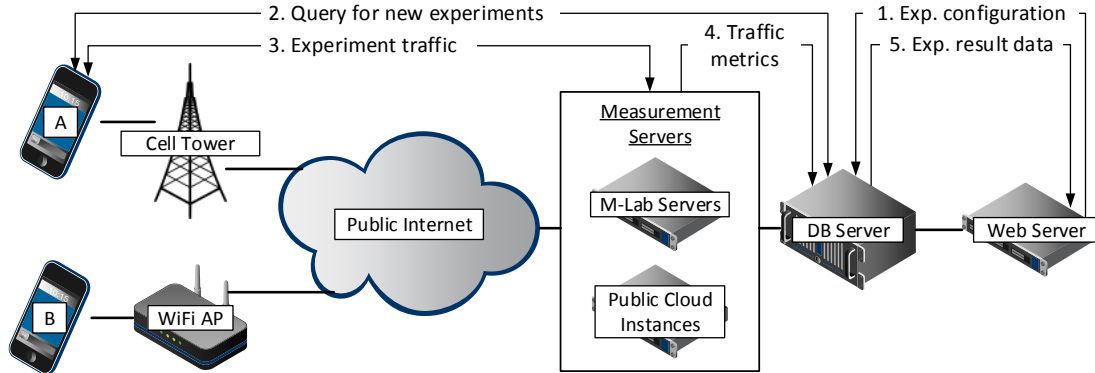 2. Query for new experiments
1. Exp. configuration
3. Experiment traffic
4. Traffic
metrics
5. Exp. result data
A
Cell Tower
Measurement
Servers
M-Lab Servers
Public Internet
DB Server
Web Server
B
WiFi AP
Public Cloud
Instances